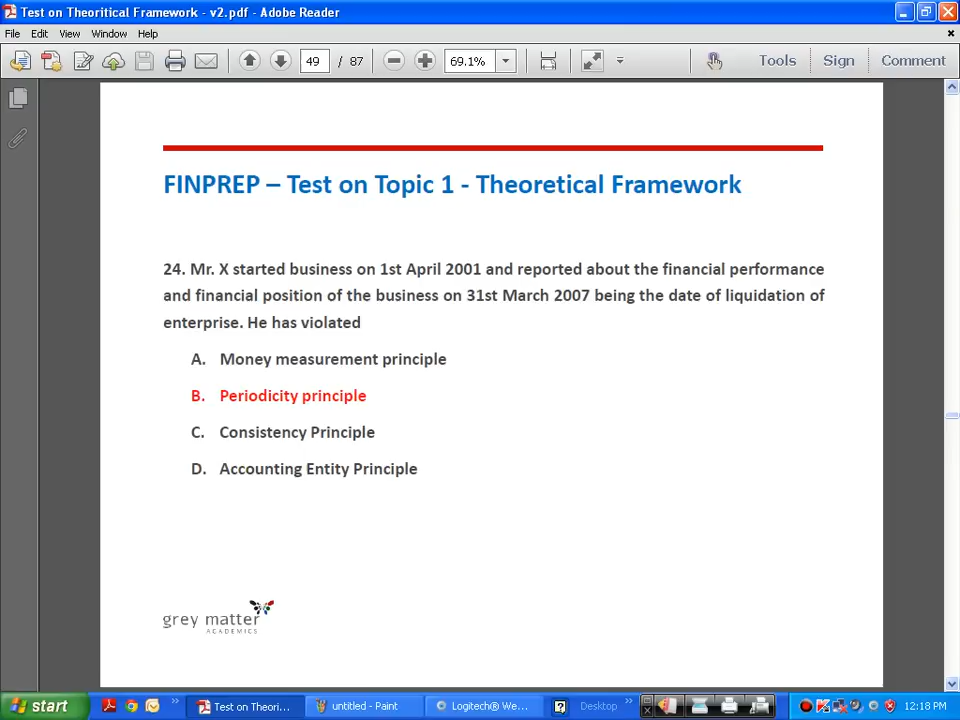 Test on Theoritical Framework - v2.pdf - Adobe Reader
File Edit View Window Help
49 / 87 69.1% Tools Sign Comment
FINPREP – Test on Topic 1 - Theoretical Framework
24. Mr. X started business on 1st April 2001 and reported about the financial performance
and financial position of the business on 31st March 2007 being the date of liquidation of
enterprise. He has violated
A. Money measurement principle
B. Periodicity principle
C. Consistency Principle
D. Accounting Entity Principle
grey matter
ACADEMICS
start Test on Theori... untitled - Paint Logitech® We... Desktop 12:18 PM